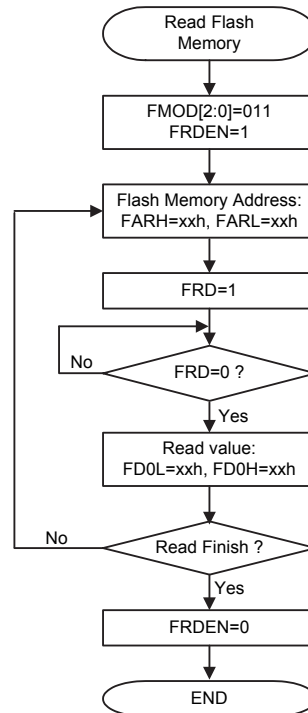 Read Flash
Memory
FMOD[2:0]=011
FRDEN=1
Flash Memory Address:
FARH=xxh, FARL=xxh
FRD=1
No
FRD=0 ?
Yes
Read value:
FD0L=xxh, FD0H=xxh
No
Read Finish ?
Yes
FRDEN=0
END